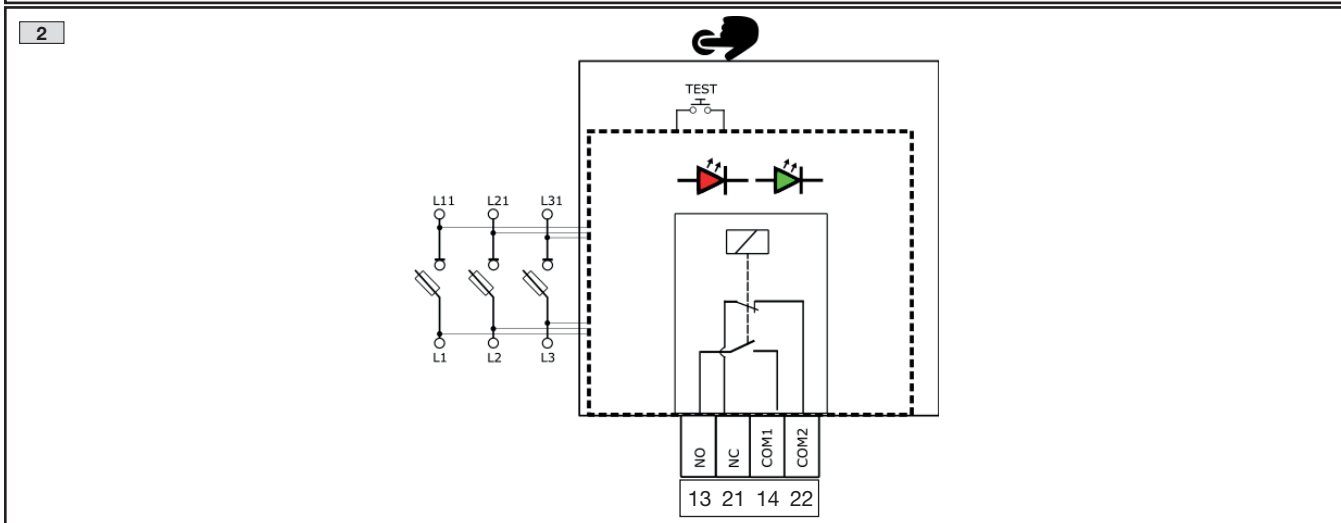 2
TEST
L11 L21 L31
L1 L2 L3
NO NC COM1 COM2
13 21 14 22